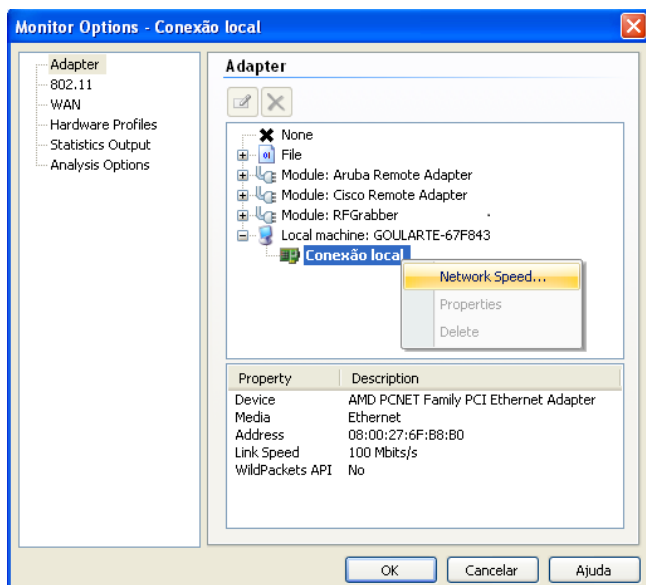 Monitor Options - Conexão local
Adapter
802.11
WAN
Hardware Profiles
Statistics Output
Analysis Options
Adapter
None
File
Module: Aruba Remote Adapter
Module: Cisco Remote Adapter
Module: RFGrabber
Local machine: GOULARTE-67F843
Conexão local
Network Speed...
Properties
Delete
Property Description
Device AMD PCNET Family PCI Ethernet Adapter
Media Ethernet
Address 08:00:27:6F:B8:B0
Link Speed 100 Mbits/s
WildPackets API No
OK Cancelar Ajuda